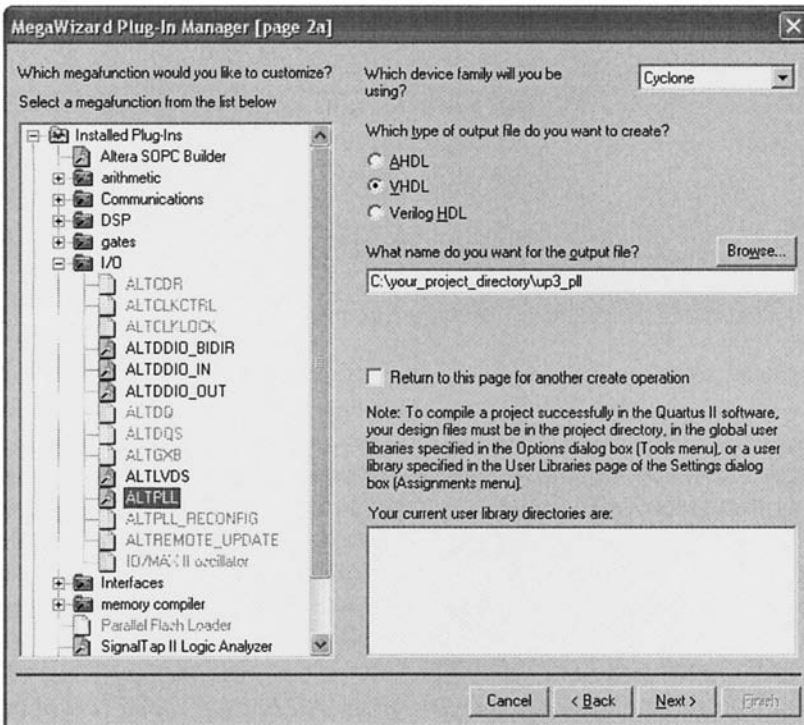 MegaWizard Plug-In Manager [page 2a]
Which megafunction would you like to customize?
Select a megafunction from the list below
Installed Plug-Ins
Altera SOPC Builder
arithmetic
Communications
DSP
gates
I/O
ALTCDR
ALTCLKCTRL
ALTCLKLOCK
ALTDDIO_BIDIR
ALTDDIO_IN
ALTDDIO_OUT
ALTDQ
ALTDQS
ALTGXB
ALTLVDS
ALTPLL
ALTPLL_RECONFIG
ALTREMOTE_UPDATE
IO/MAX II oscillator
Interfaces
memory compiler
Parallel Flash Loader
SignalTap II Logic Analyzer
Which device family will you be
using?
Cyclone
Which type of output file do you want to create?
AHDL
VHDL
Verilog HDL
What name do you want for the output file?
Browse...
C:\your_project_directory\up3_pll
Return to this page for another create operation
Note: To compile a project successfully in the Quartus II software,
your design files must be in the project directory, in the global user
libraries specified in the Options dialog box (Tools menu), or a user
library specified in the User Libraries page of the Settings dialog
box (Assignments menu).
Your current user library directories are:
Cancel
< Back
Next >
Finish